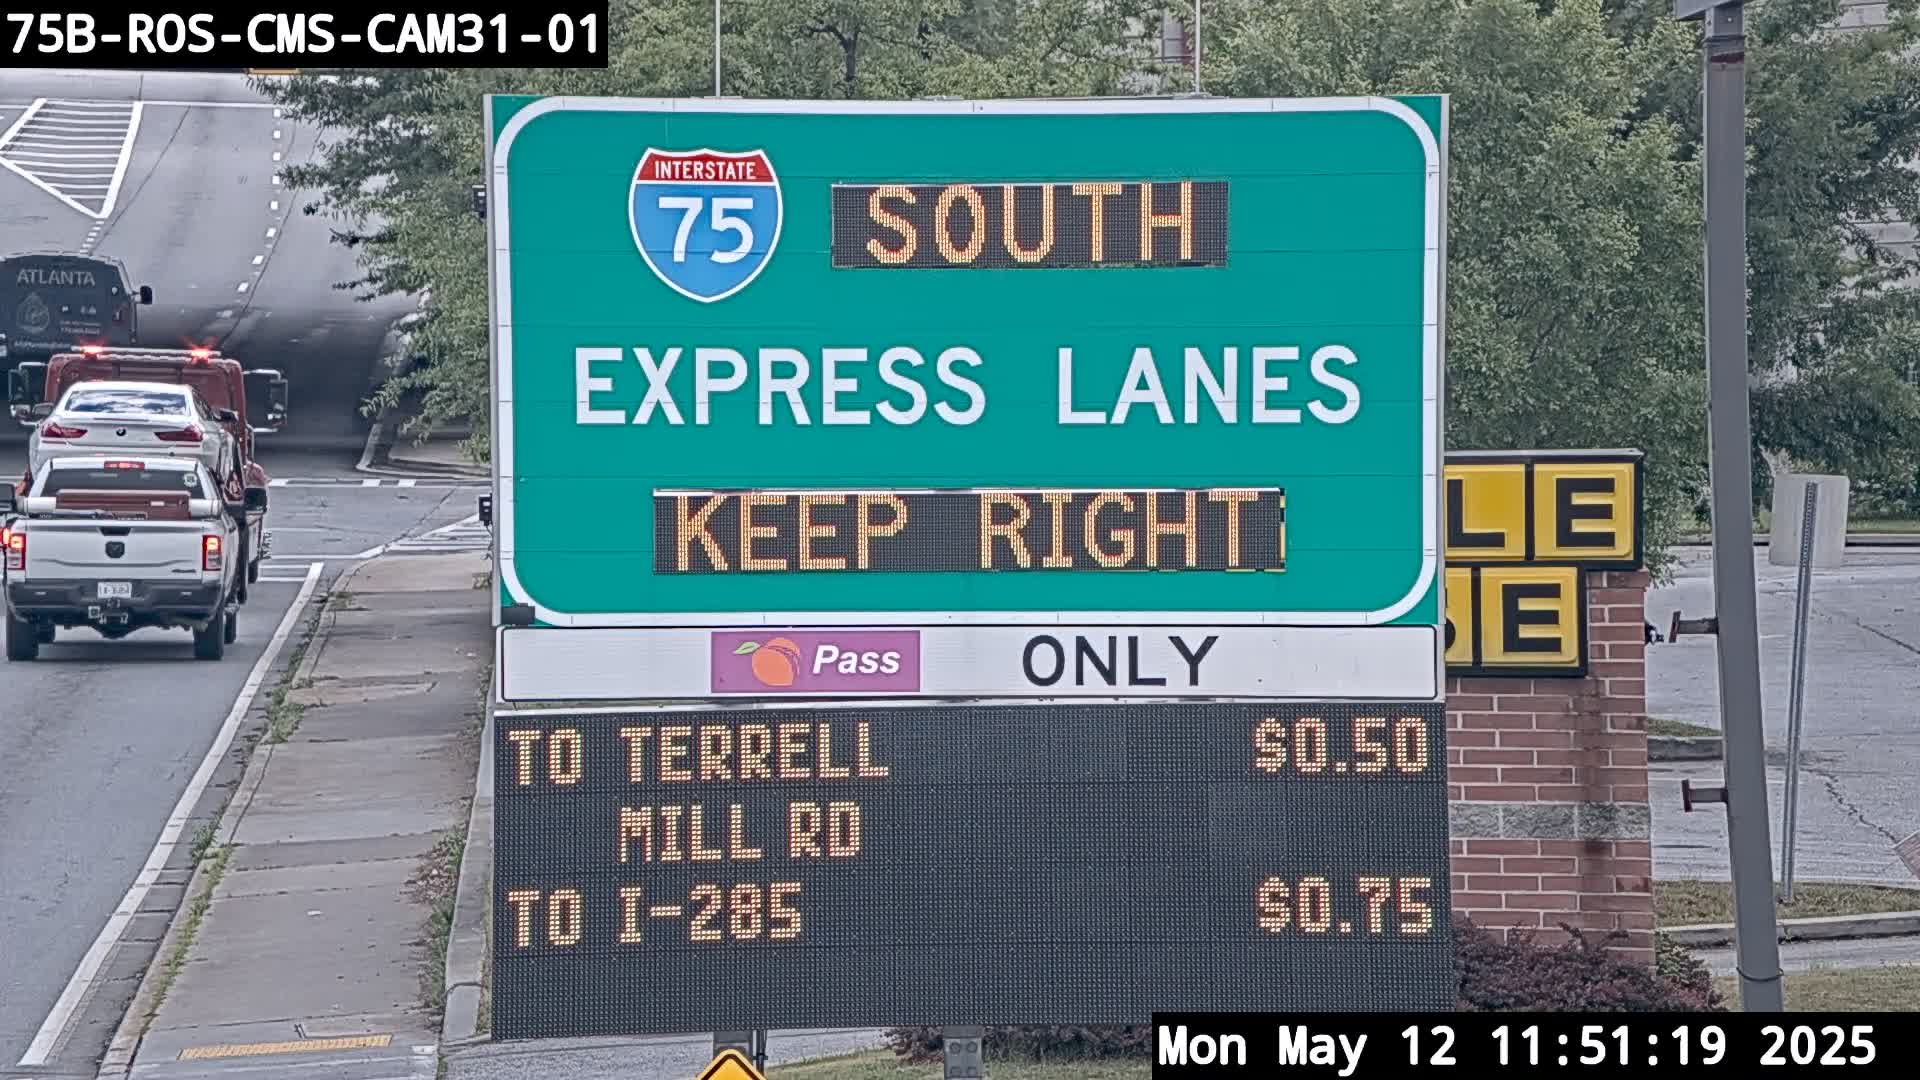 75B-ROS-CMS-CAM31-01
INTERSTATE
75
SOUTH
EXPRESS LANES
KEEP RIGHT
Pass ONLY
TO TERRELL $0.50
MILL RD
TO I-285 $0.75
ATLANTA
LE
E
Mon May 12 11:51:19 2025